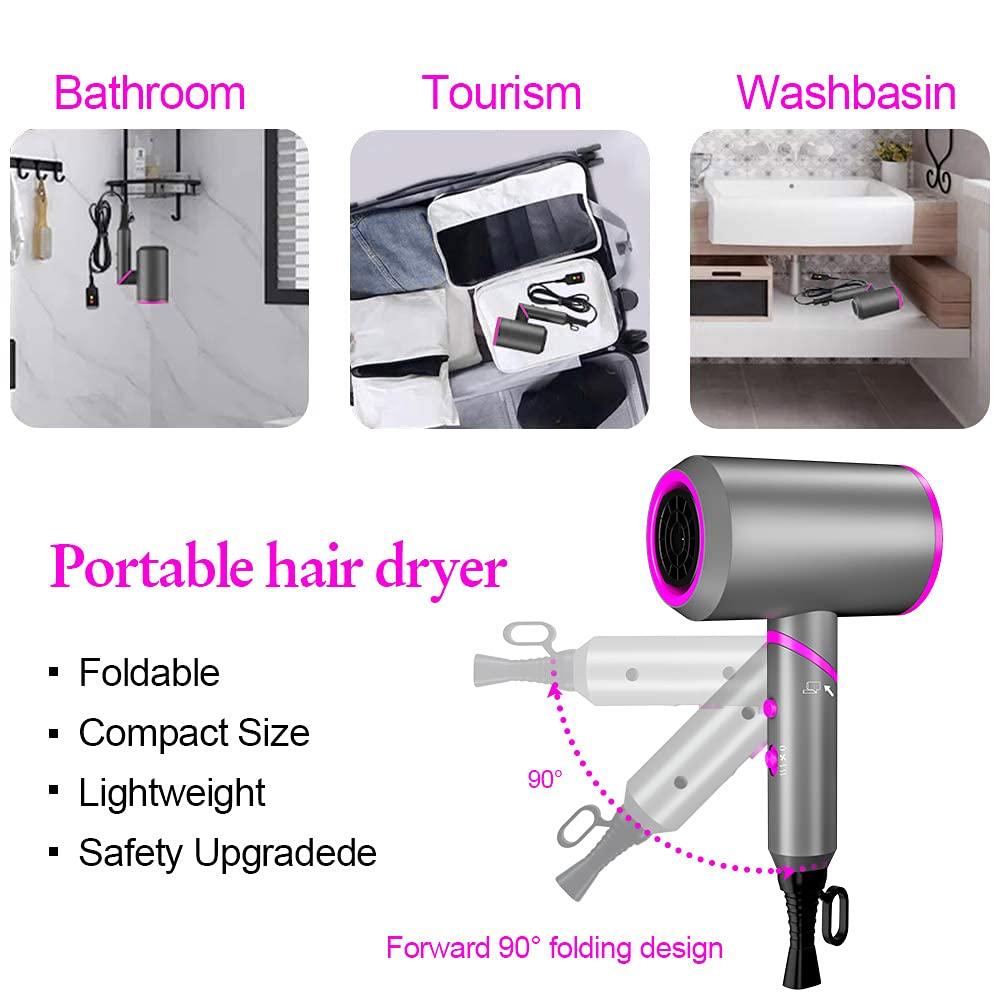 Bathroom
Tourism
Washbasin
Portable hair dryer
Foldable
Compact Size
Lightweight
Safety Upgradede
90°
Forward 90° folding design